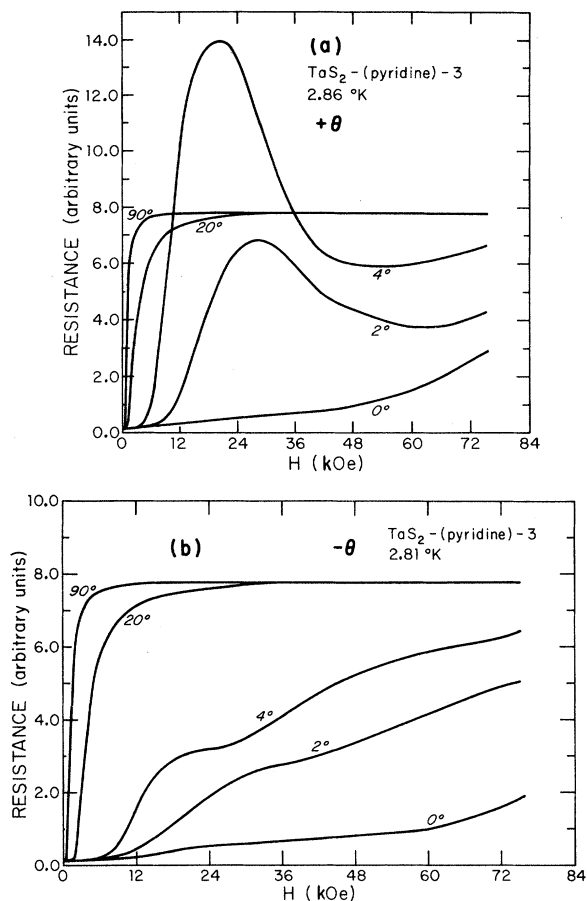 (a)
TaS₂-(pyridine)-3
2.86 °K
+θ
RESISTANCE (arbitrary units)
14.0
12.0
10.0
8.0
6.0
4.0
2.0
0.0
90°
20°
4°
2°
0°
0 12 24 36 48 60 72 84
H (kOe)
(b)
-θ
TaS₂-(pyridine)-3
2.81 °K
RESISTANCE (arbitrary units)
10.0
8.0
6.0
4.0
2.0
0.0
90°
20°
4°
2°
0°
0 12 24 36 48 60 72 84
H (kOe)